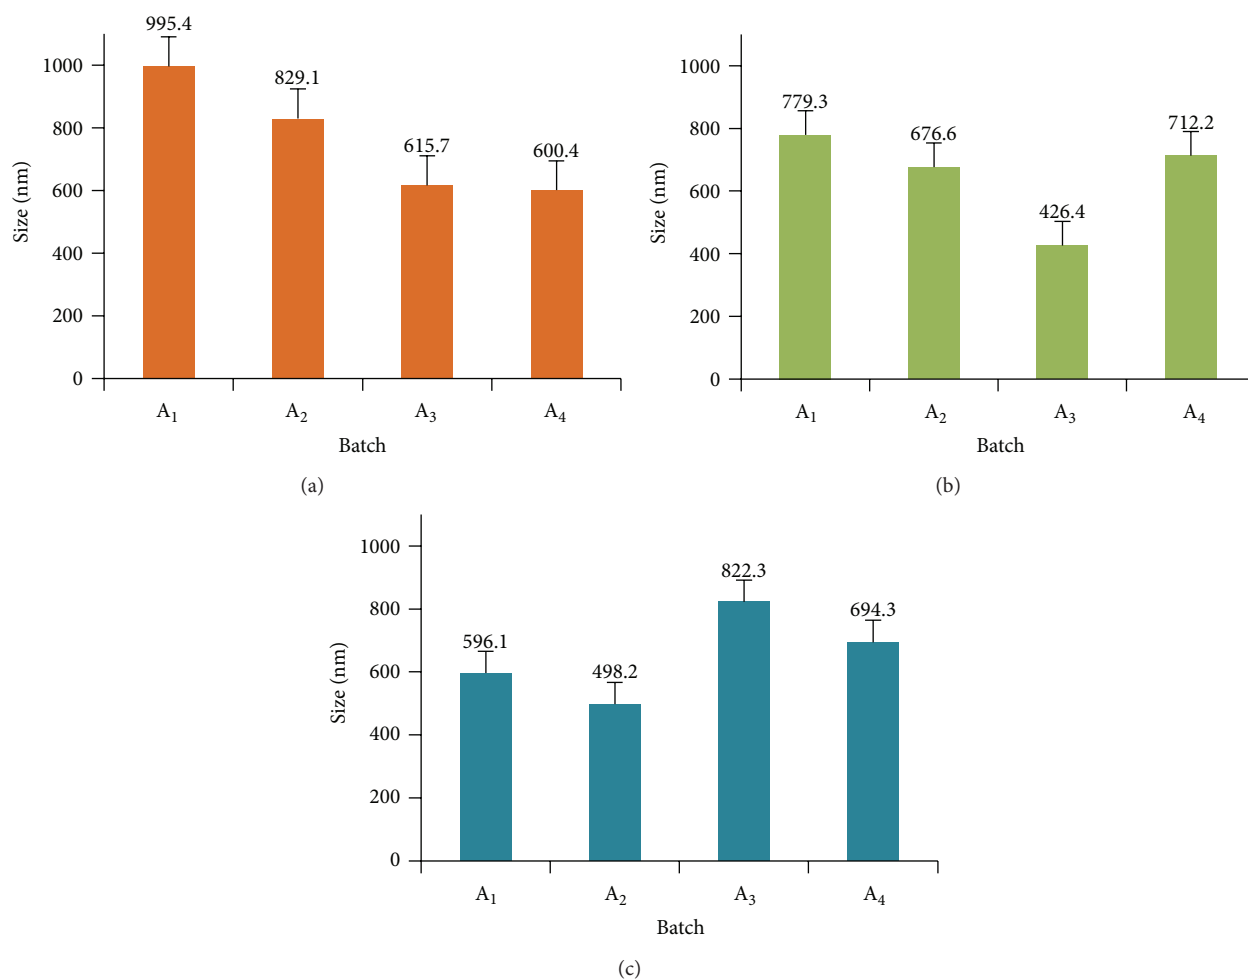 995.4
829.1
615.7
600.4
1000
800
600
400
200
0
Size (nm)
A₁ A₂ A₃ A₄
Batch
(a)
779.3
676.6
426.4
712.2
1000
800
600
400
200
0
Size (nm)
A₁ A₂ A₃ A₄
Batch
(b)
596.1
498.2
822.3
694.3
1000
800
600
400
200
0
Size (nm)
A₁ A₂ A₃ A₄
Batch
(c)